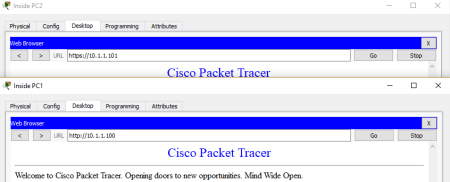 Inside PC2
Physical Config Desktop Programming Attributes
Web Browser X
< > URL https://10.1.1.101 Go Stop
Cisco Packet Tracer
Inside PC1
Physical Config Desktop Programming Attributes
Web Browser X
< > URL http://10.1.1.100 Go Stop
Cisco Packet Tracer
Welcome to Cisco Packet Tracer. Opening doors to new opportunities. Mind Wide Open.